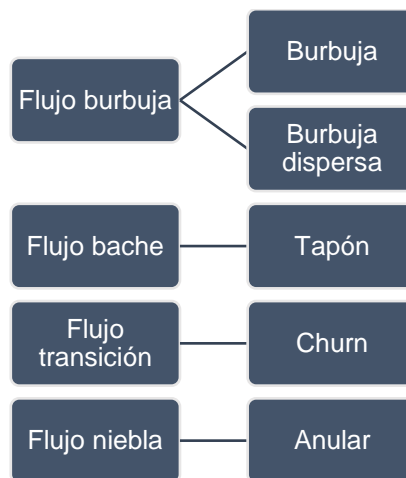 Flujo burbuja
Burbuja
Burbuja
dispersa
Flujo bache
Tapón
Flujo
transición
Churn
Flujo niebla
Anular